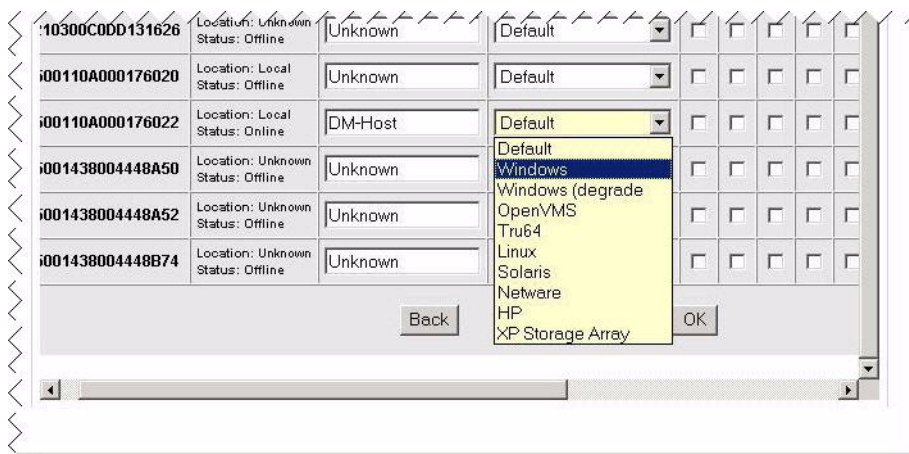 10300C0DD131626 Location: Unknown Unknown Default
Status: Offline
500110A000176020 Location: Local Unknown Default
Status: Offline
500110A000176022 Location: Local DM-Host Default
Status: Online
Default
5001438004448A50 Location: Unknown Unknown Windows
Status: Offline
Windows (degrade
5001438004448A52 Location: Unknown Unknown OpenVMS
Status: Offline
Tru64
5001438004448B74 Location: Unknown Unknown Linux
Status: Offline
Solaris
Netware
Back HP OK
XP Storage Array